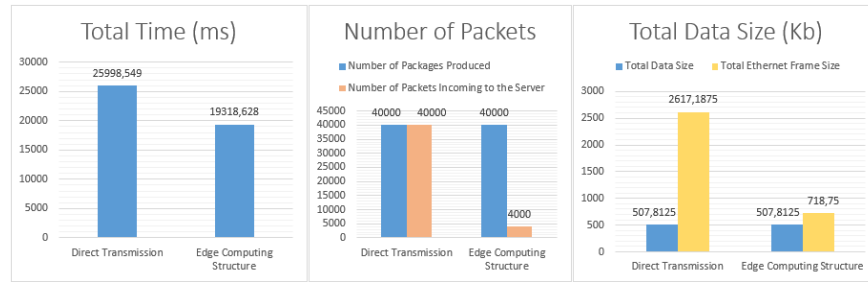 Total Time (ms)
30000
25000
20000
15000
10000
5000
0
25998,549
19318,628
Direct Transmission
Edge Computing
Structure
Number of Packets
Number of Packages Produced
Number of Packets Incoming to the Server
45000
40000
35000
30000
25000
20000
15000
10000
5000
0
40000
40000
40000
4000
Direct Transmission
Edge Computing
Structure
Total Data Size (Kb)
Total Data Size
Total Ethernet Frame Size
3000
2500
2000
1500
1000
500
0
507,8125
2617,1875
507,8125
718,75
Direct Transmission
Edge Computing Structure